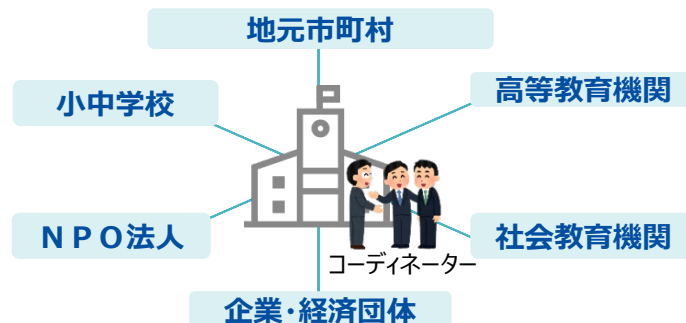 地元市町村
小中学校
高等教育機関
ＮＰＯ法人
社会教育機関
コーディネーター
企業・経済団体